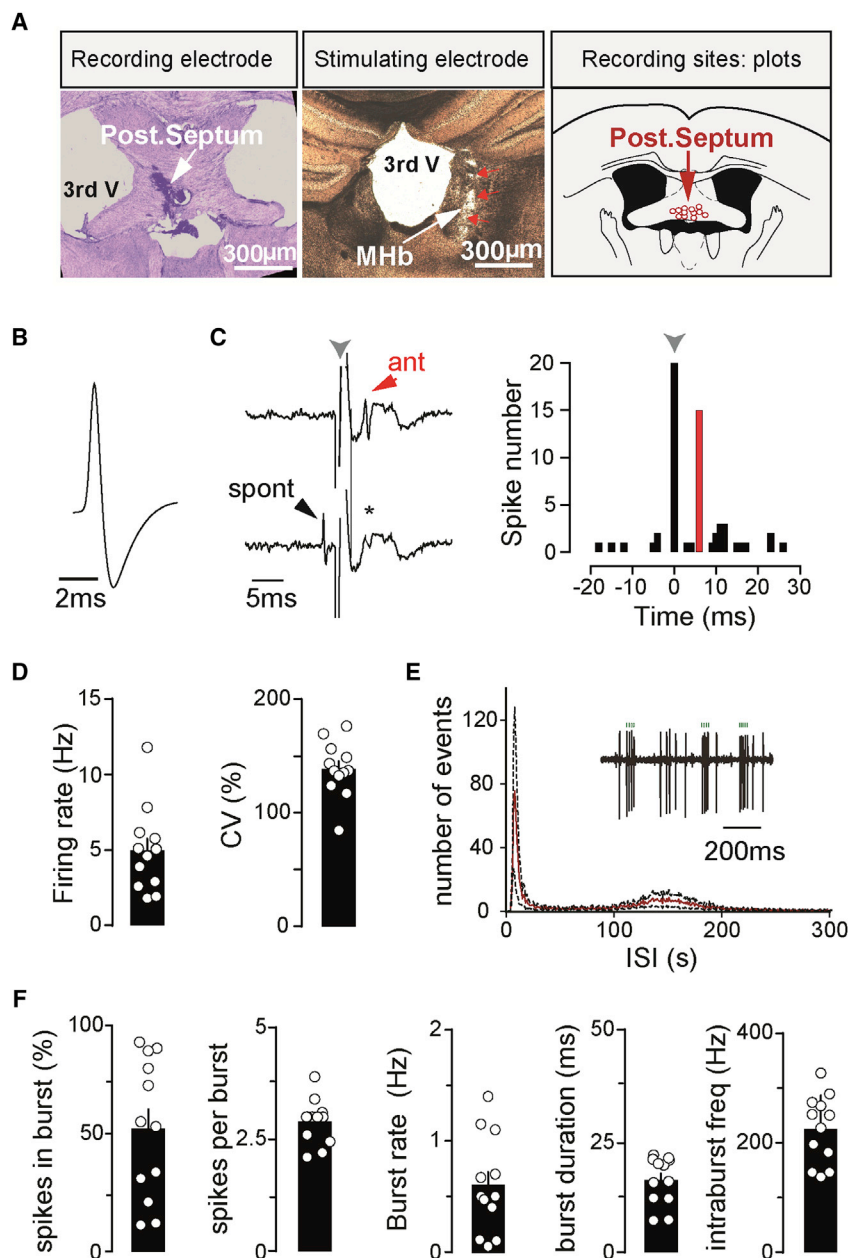 A
Recording electrode
Stimulating electrode
Recording sites: plots
Post.Septum
3rd V
300µm
3rd V
MHb
300µm
Post.Septum
B
2ms
C
ant
spont
*
5ms
Spike number
20
15
10
5
0
-20 -10 0 10 20 30
Time (ms)
D
Firing rate (Hz)
15
10
5
0
CV (%)
200
100
0
E
number of events
120
80
40
0
0 100 200 300
ISI (s)
200ms
F
spikes in burst (%)
100
50
0
spikes per burst
5
2.5
0
Burst rate (Hz)
2
1
0
burst duration (ms)
50
25
0
intraburst freq (Hz)
400
200
0